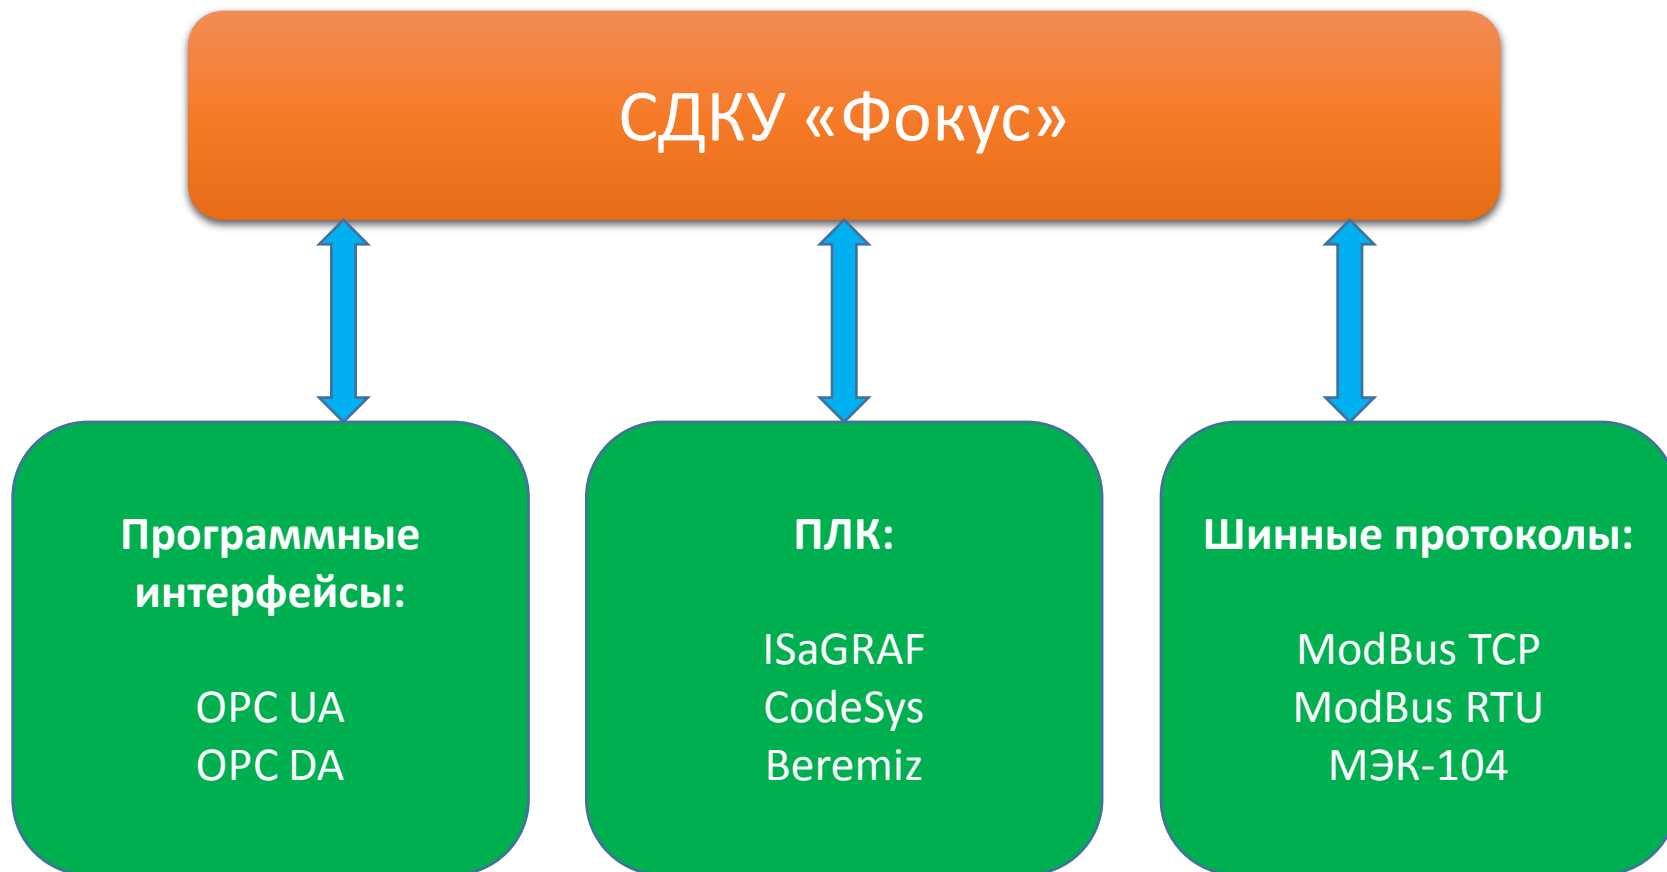 СДКУ «Фокус»
Программные
интерфейсы:
OPC UA
OPC DA
ПЛК:
ISaGRAF
CodeSys
Beremiz
Шинные протоколы:
ModBus TCP
ModBus RTU
МЭК-104